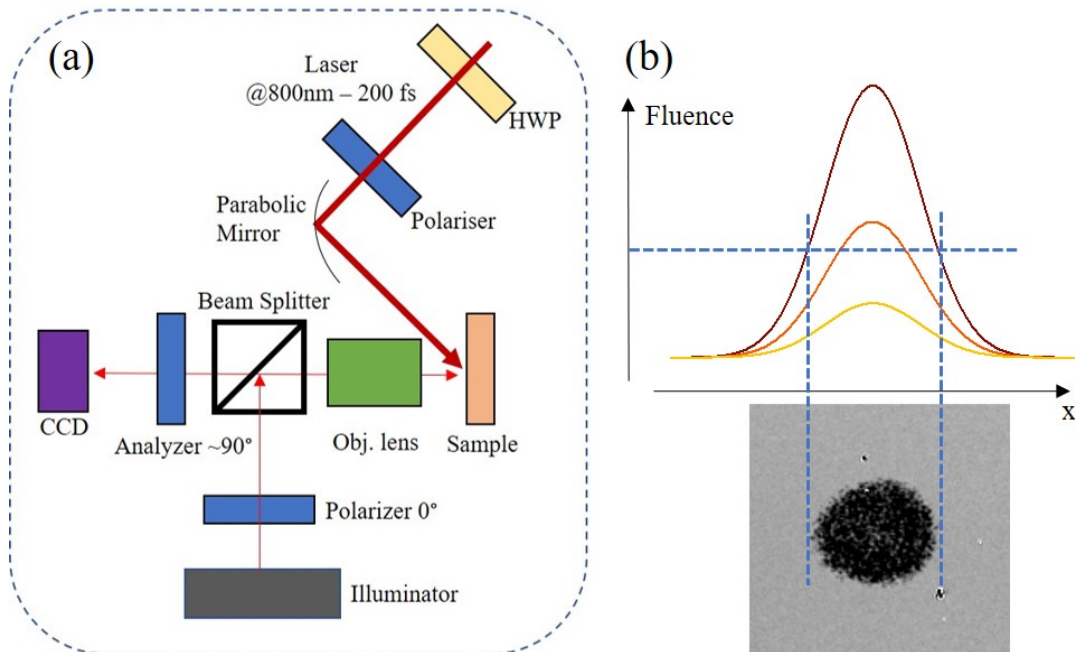 (a)
Laser
@800nm – 200 fs
HWP
Polariser
Parabolic
Mirror
Beam Splitter
CCD
Analyzer ~90°
Obj. lens
Sample
Polarizer 0°
Illuminator
(b)
Fluence
x